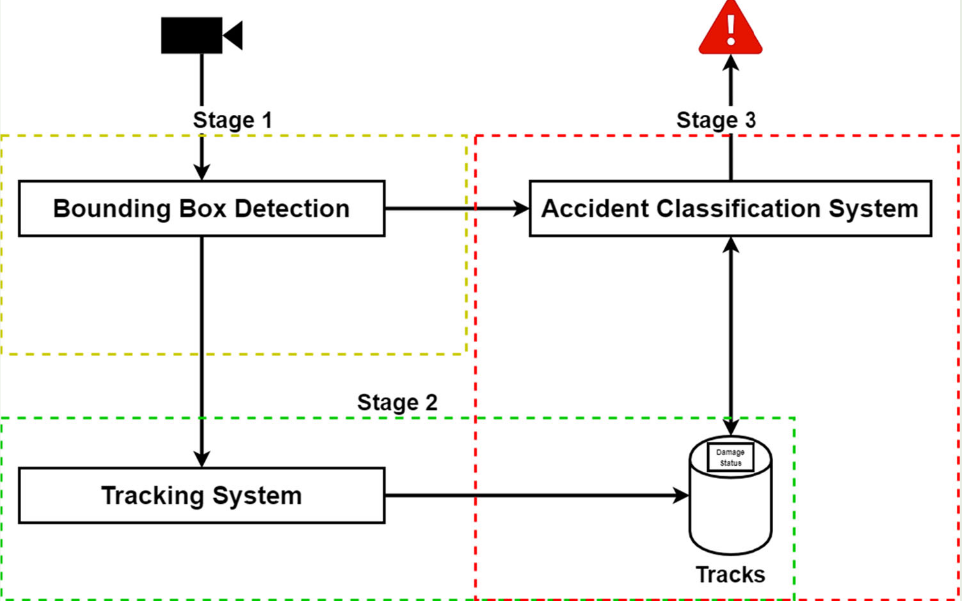 Stage 1
Stage 3
Bounding Box Detection
Accident Classification System
Stage 2
Damage
Status
Tracking System
Tracks